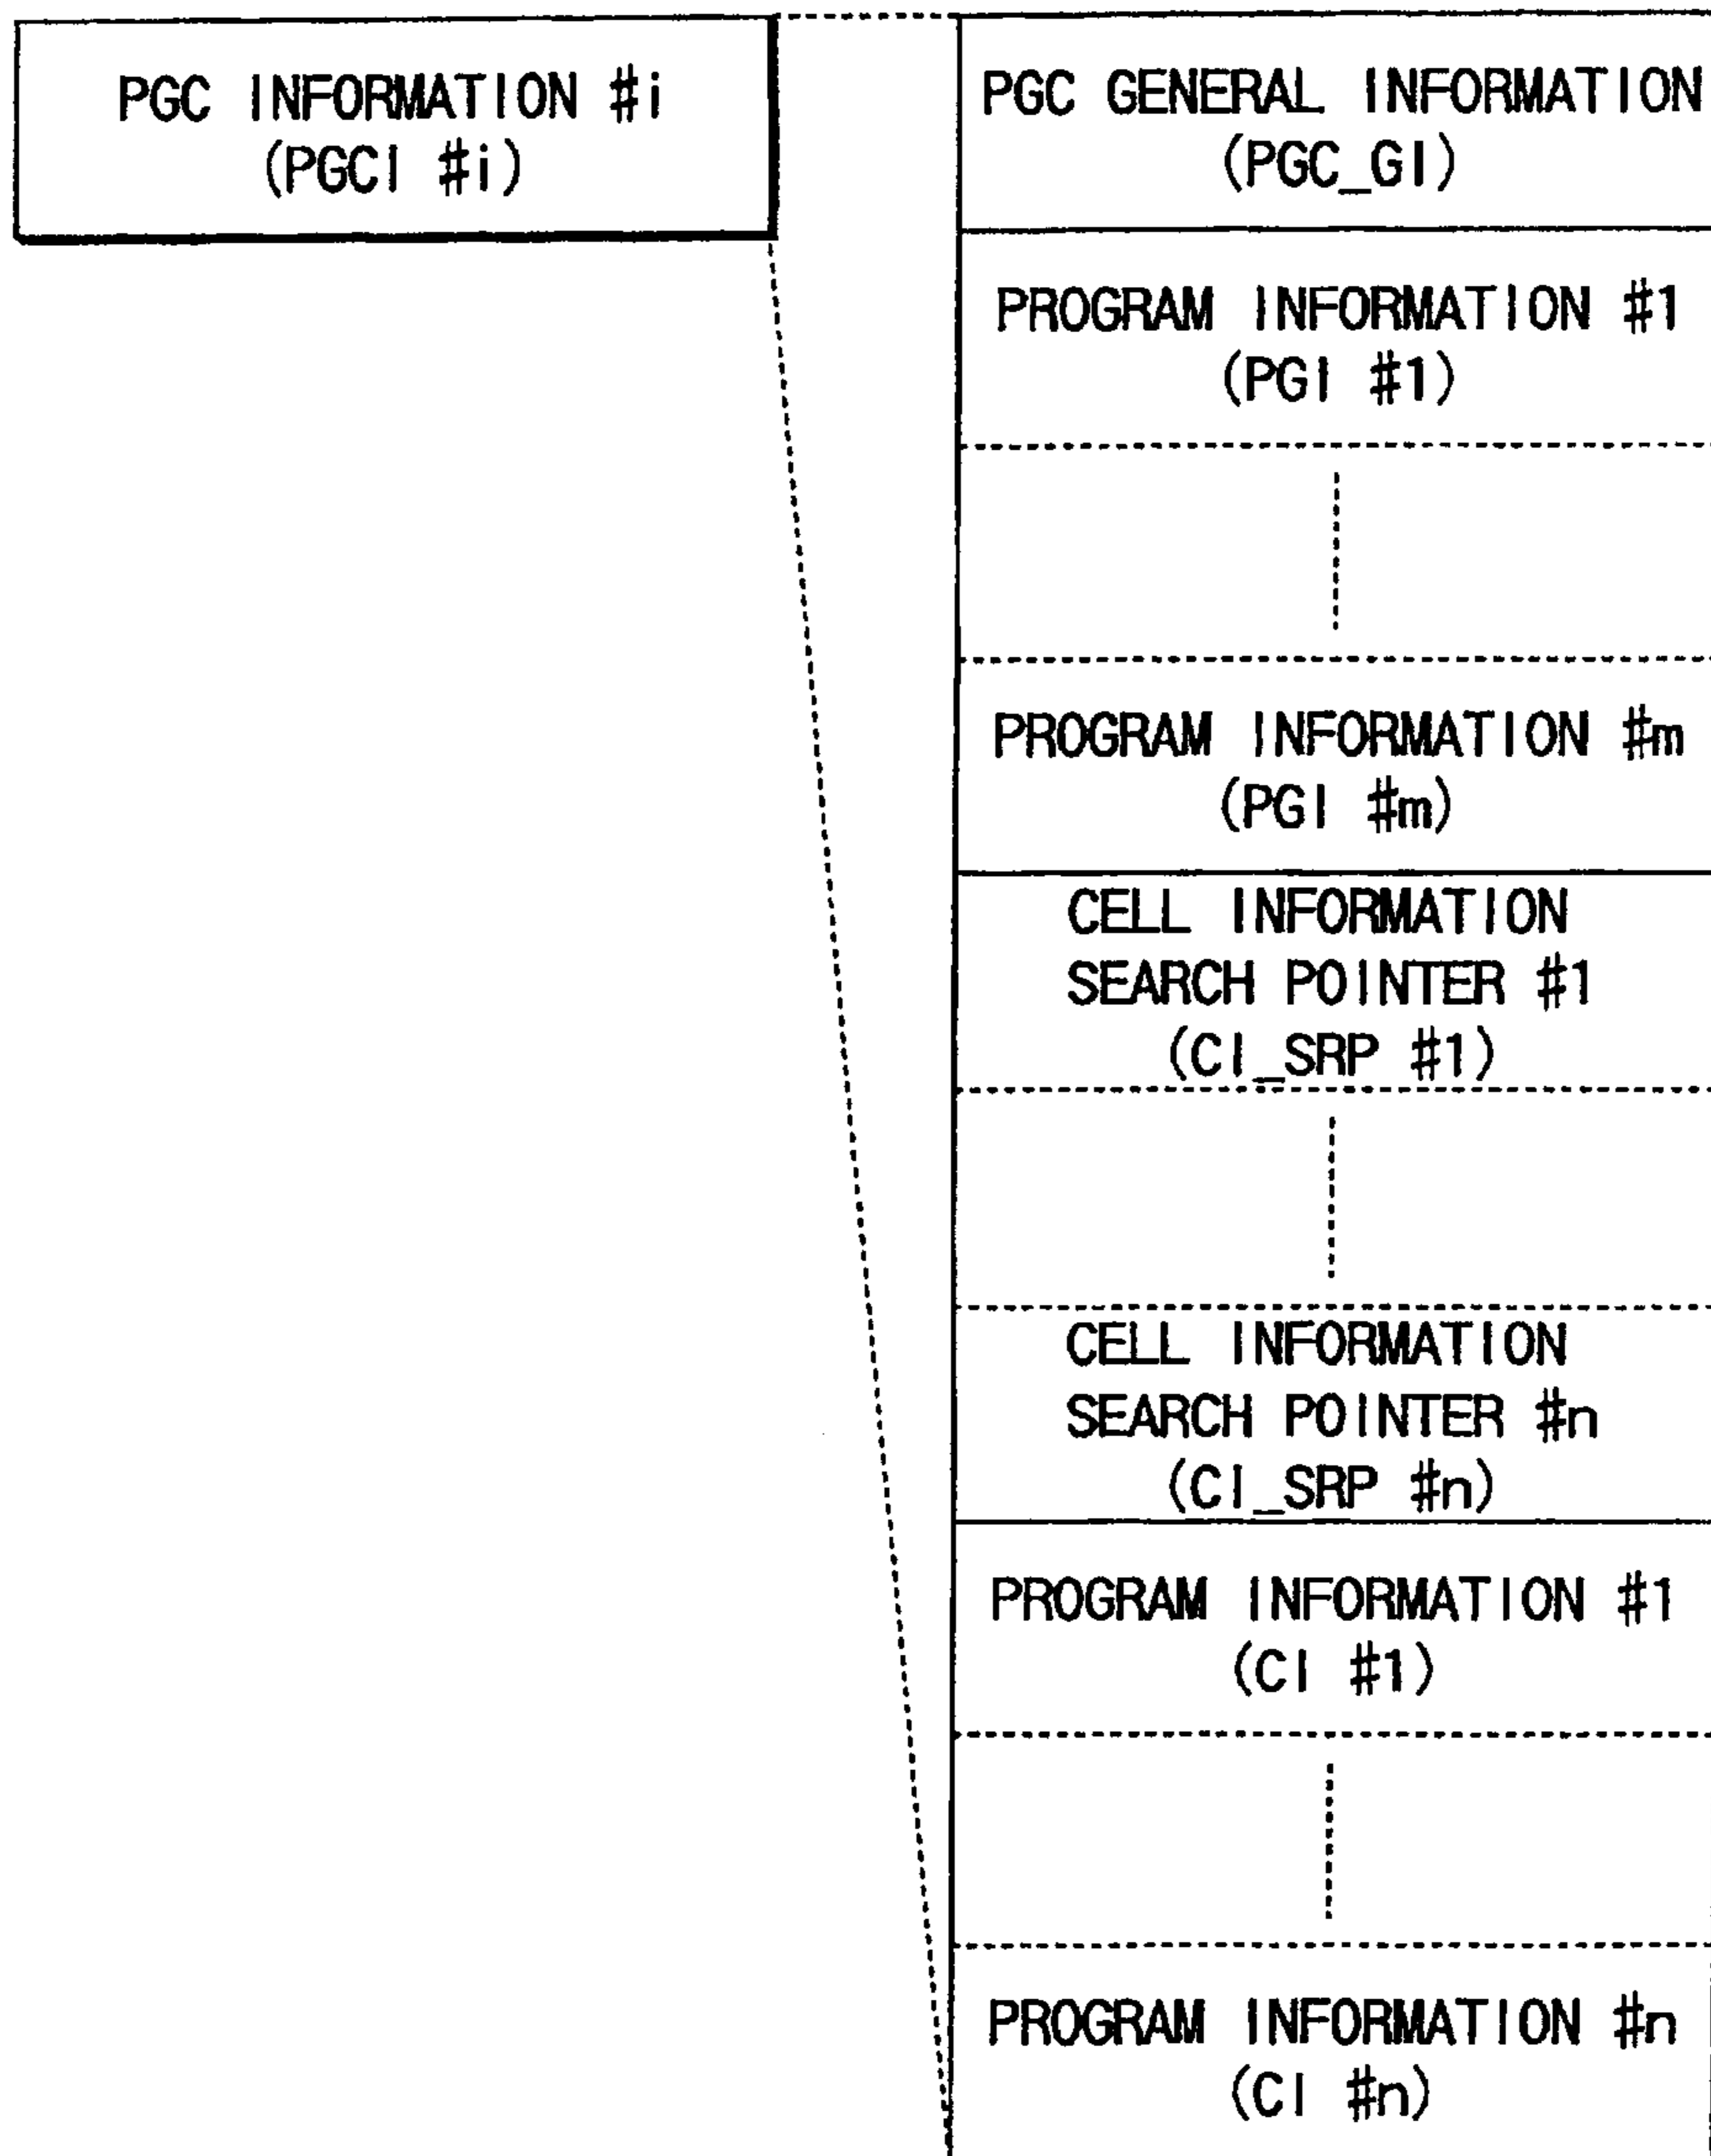 PGC INFORMATION #i
(PGCI #i)
PGC GENERAL INFORMATION
(PGC_GI)
PROGRAM INFORMATION #1
(PGI #1)
PROGRAM INFORMATION #m
(PGI #m)
CELL INFORMATION
SEARCH POINTER #1
(CI_SRP #1)
CELL INFORMATION
SEARCH POINTER #n
(CI_SRP #n)
PROGRAM INFORMATION #1
(CI #1)
PROGRAM INFORMATION #n
(CI #n)